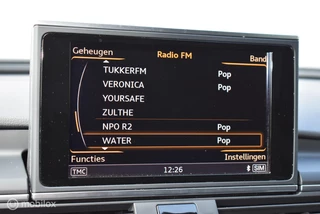 Geheugen Radio FM Band
TUKKERFM Pop
VERONICA Pop
YOURSAFE
ZULTHE
NPO R2 Pop
WATER Pop
Functies Instellingen
TMC 12:26 SIM
mobilox